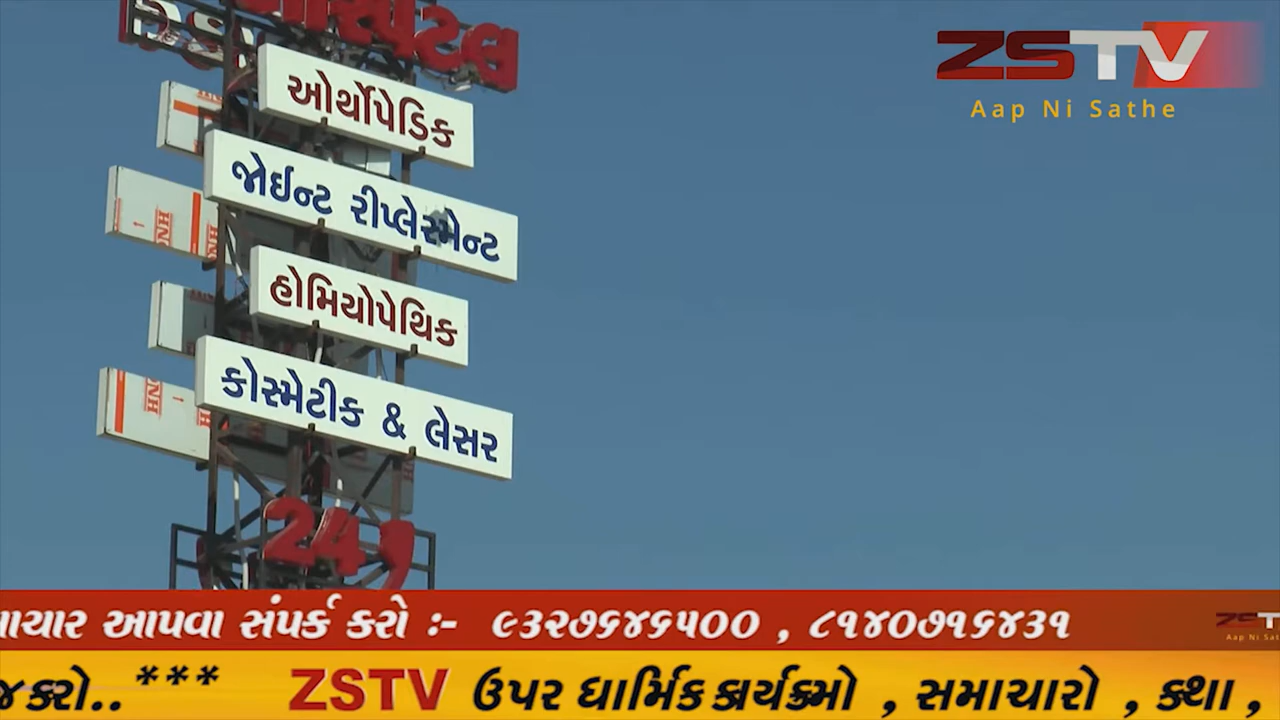 ZSTV
Aap Ni Sathe
ઓર્થોપેડિક
જોઈન્ટ રીપ્લેસમેન્ટ
હોમિયોપેથિક
કોસ્મેટીક & લેસર
24
આપવા સંપર્ક કરો :- ૯૩૨૭૬૪૬૫૦૦ , ૮૧૪૦૭૧૬૪૩૧
*** ZSTV ઉપર ધાર્મિક કાર્યક્રમો , સમાચારો , કથા ,